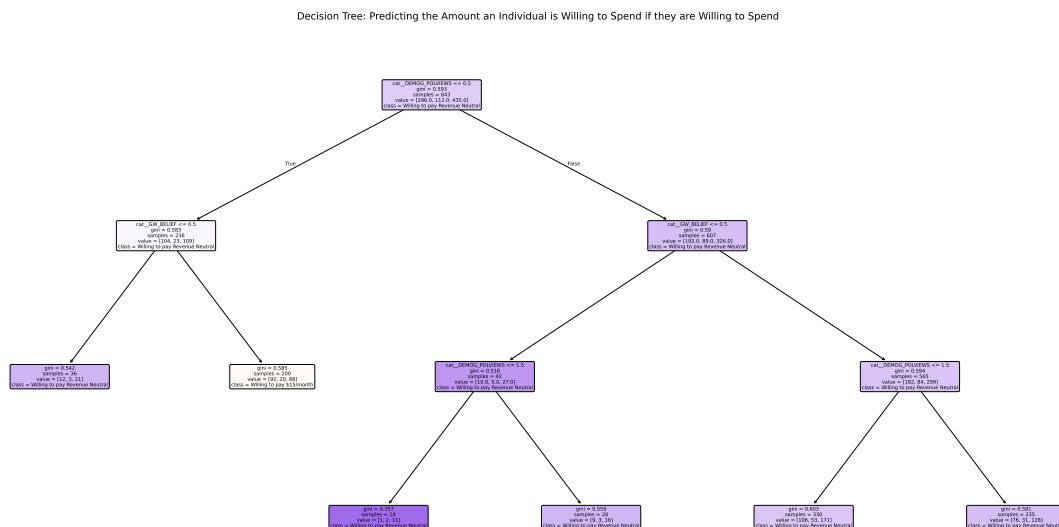 Decision Tree: Predicting the Amount an Individual is Willing to Spend if they are Willing to Spend
cat__DEMOG_POLVIEWS <= 0.5
gini = 0.593
samples = 843
value = [296.0, 112.0, 435.0]
class = Willing to pay Revenue Neutral
True
False
cat__GW_BELIEF <= 0.5
gini = 0.583
samples = 236
value = [104, 23, 109]
class = Willing to pay Revenue Neutral
cat__GW_BELIEF <= 0.5
gini = 0.59
samples = 607
value = [192.0, 89.0, 326.0]
class = Willing to pay Revenue Neutral
gini = 0.542
samples = 36
value = [12, 3, 21]
class = Willing to pay Revenue Neutral
gini = 0.585
samples = 200
value = [92, 20, 88]
class = Willing to pay $15/month
cat__DEMOG_POLVIEWS <= 1.5
gini = 0.516
samples = 42
value = [10.0, 5.0, 27.0]
class = Willing to pay Revenue Neutral
cat__DEMOG_POLVIEWS <= 1.5
gini = 0.594
samples = 565
value = [182, 84, 299]
class = Willing to pay Revenue Neutral
gini = 0.357
samples = 14
value = [1, 2, 11]
class = Willing to pay Revenue Neutral
gini = 0.559
samples = 28
value = [9, 3, 16]
class = Willing to pay Revenue Neutral
gini = 0.603
samples = 330
value = [106, 53, 171]
class = Willing to pay Revenue Neutral
gini = 0.581
samples = 235
value = [76, 31, 128]
class = Willing to pay Revenue Neutral